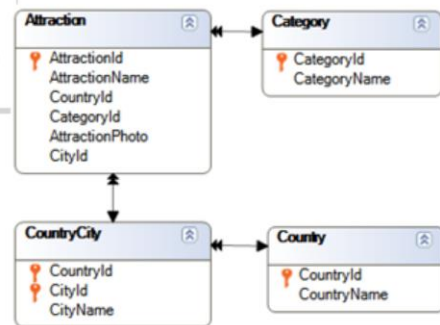 Attraction
AttractionId
AttractionName
CountryId
CategoryId
AttractionPhoto
CityId
Category
CategoryId
CategoryName
CountryCity
CountryId
CityId
CityName
Country
CountryId
CountryName